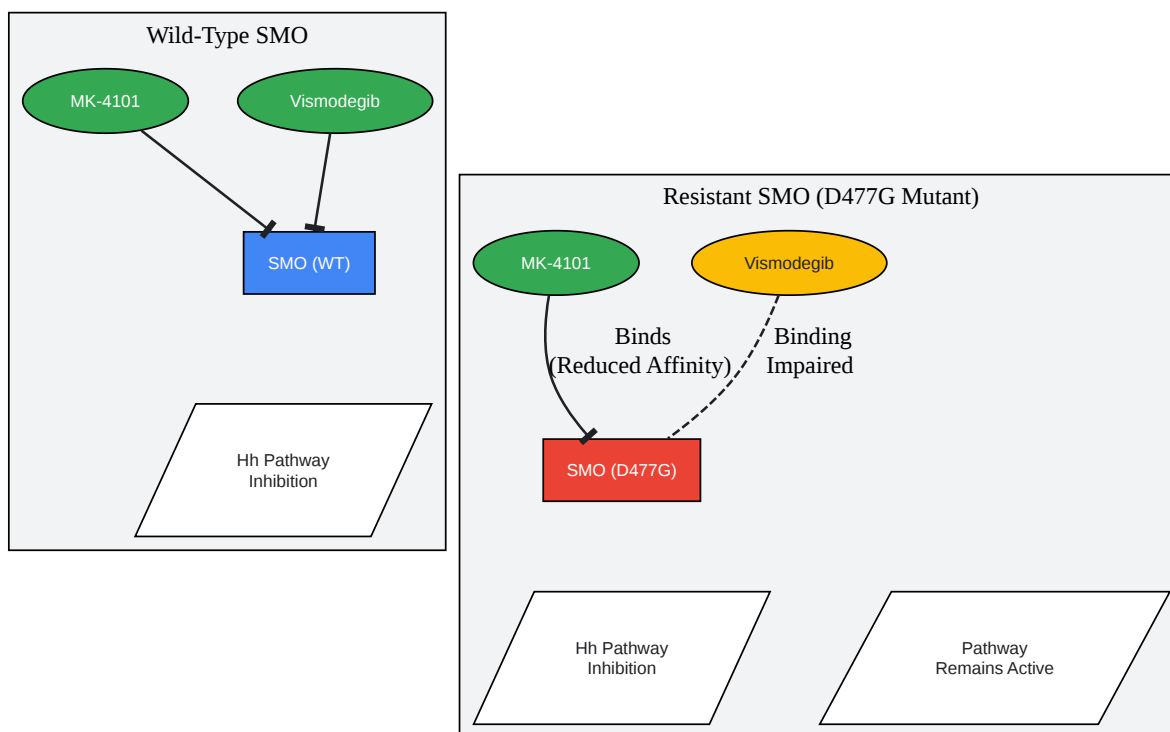 Wild-Type SMO
MK-4101
Vismodegib
SMO (WT)
Hh Pathway
Inhibition
Resistant SMO (D477G Mutant)
MK-4101
Vismodegib
Binds
(Reduced Affinity)
Binding
Impaired
SMO (D477G)
Hh Pathway
Inhibition
Pathway
Remains Active